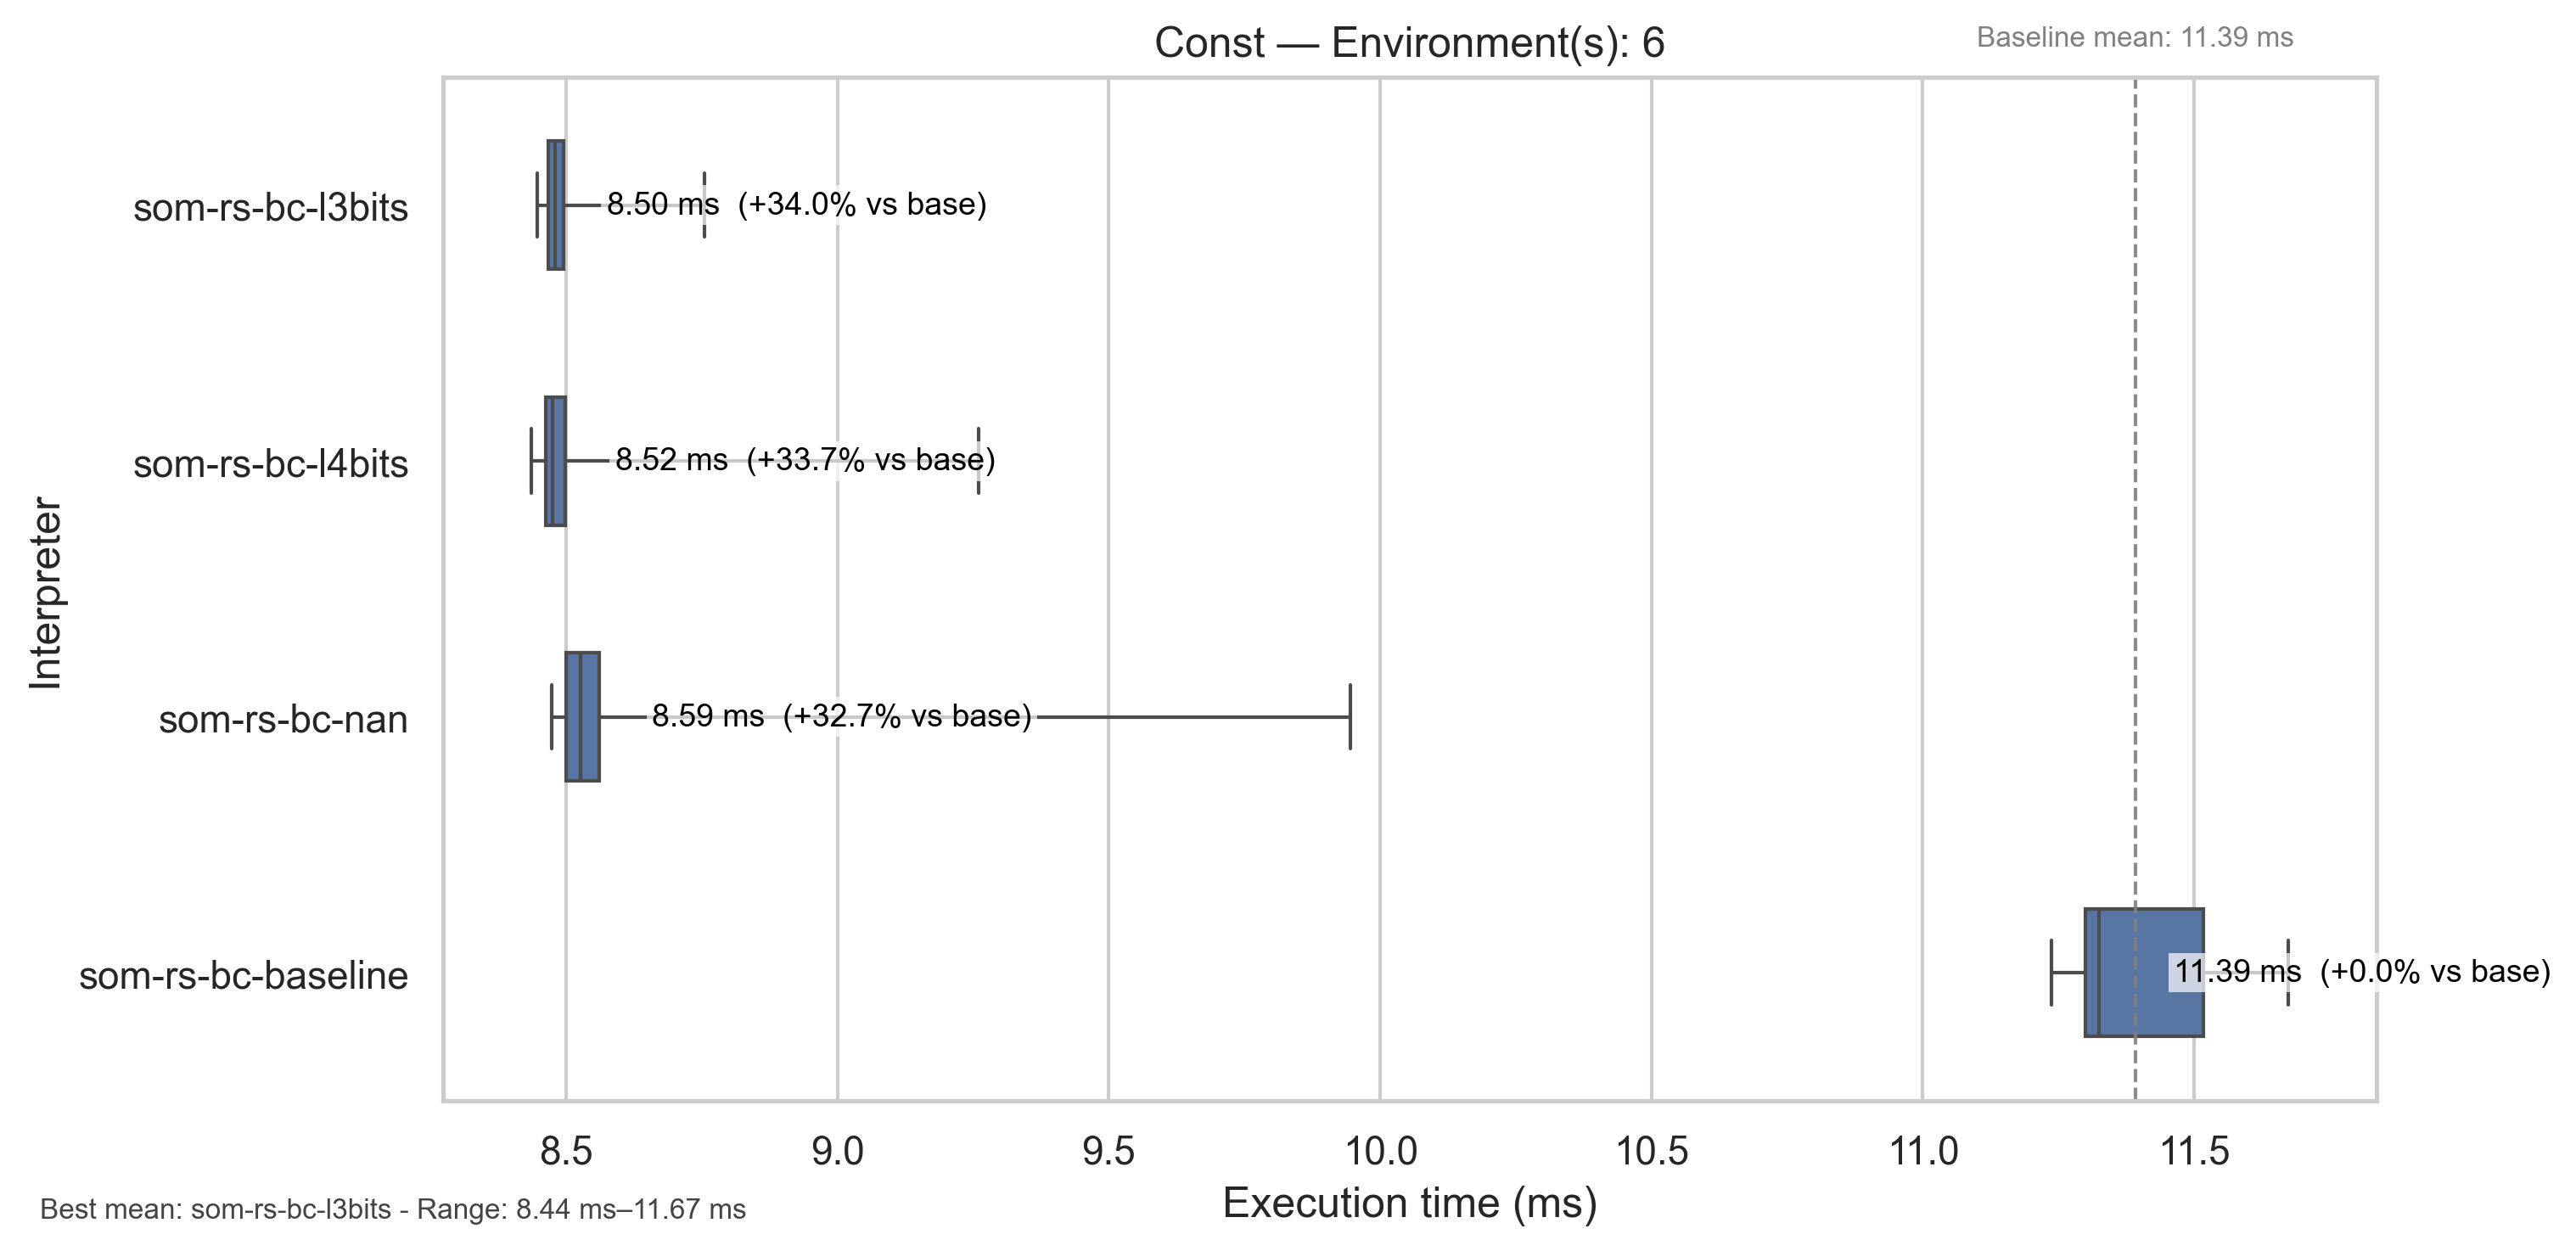 Const — Environment(s): 6
Baseline mean: 11.39 ms
Interpreter
som-rs-bc-l3bits
8.50 ms (+34.0% vs base)
som-rs-bc-l4bits
8.52 ms (+33.7% vs base)
som-rs-bc-nan
8.59 ms (+32.7% vs base)
som-rs-bc-baseline
11.39 ms (+0.0% vs base)
8.5 9.0 9.5 10.0 10.5 11.0 11.5
Execution time (ms)
Best mean: som-rs-bc-l3bits - Range: 8.44 ms–11.67 ms